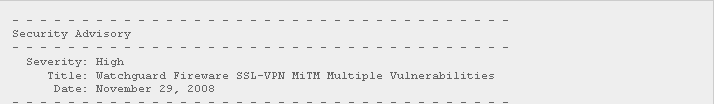 - - - - - - - - - - - - - - - - - - - - - - - - - - - - - - - - - - - -
Security Advisory
- - - - - - - - - - - - - - - - - - - - - - - - - - - - - - - - - - - -
Severity: High
Title: Watchguard Fireware SSL-VPN MiTM Multiple Vulnerabilities
Date: November 29, 2008
- - - - - - - - - - - - - - - - - - - - - - - - - - - - - - - - - - - -